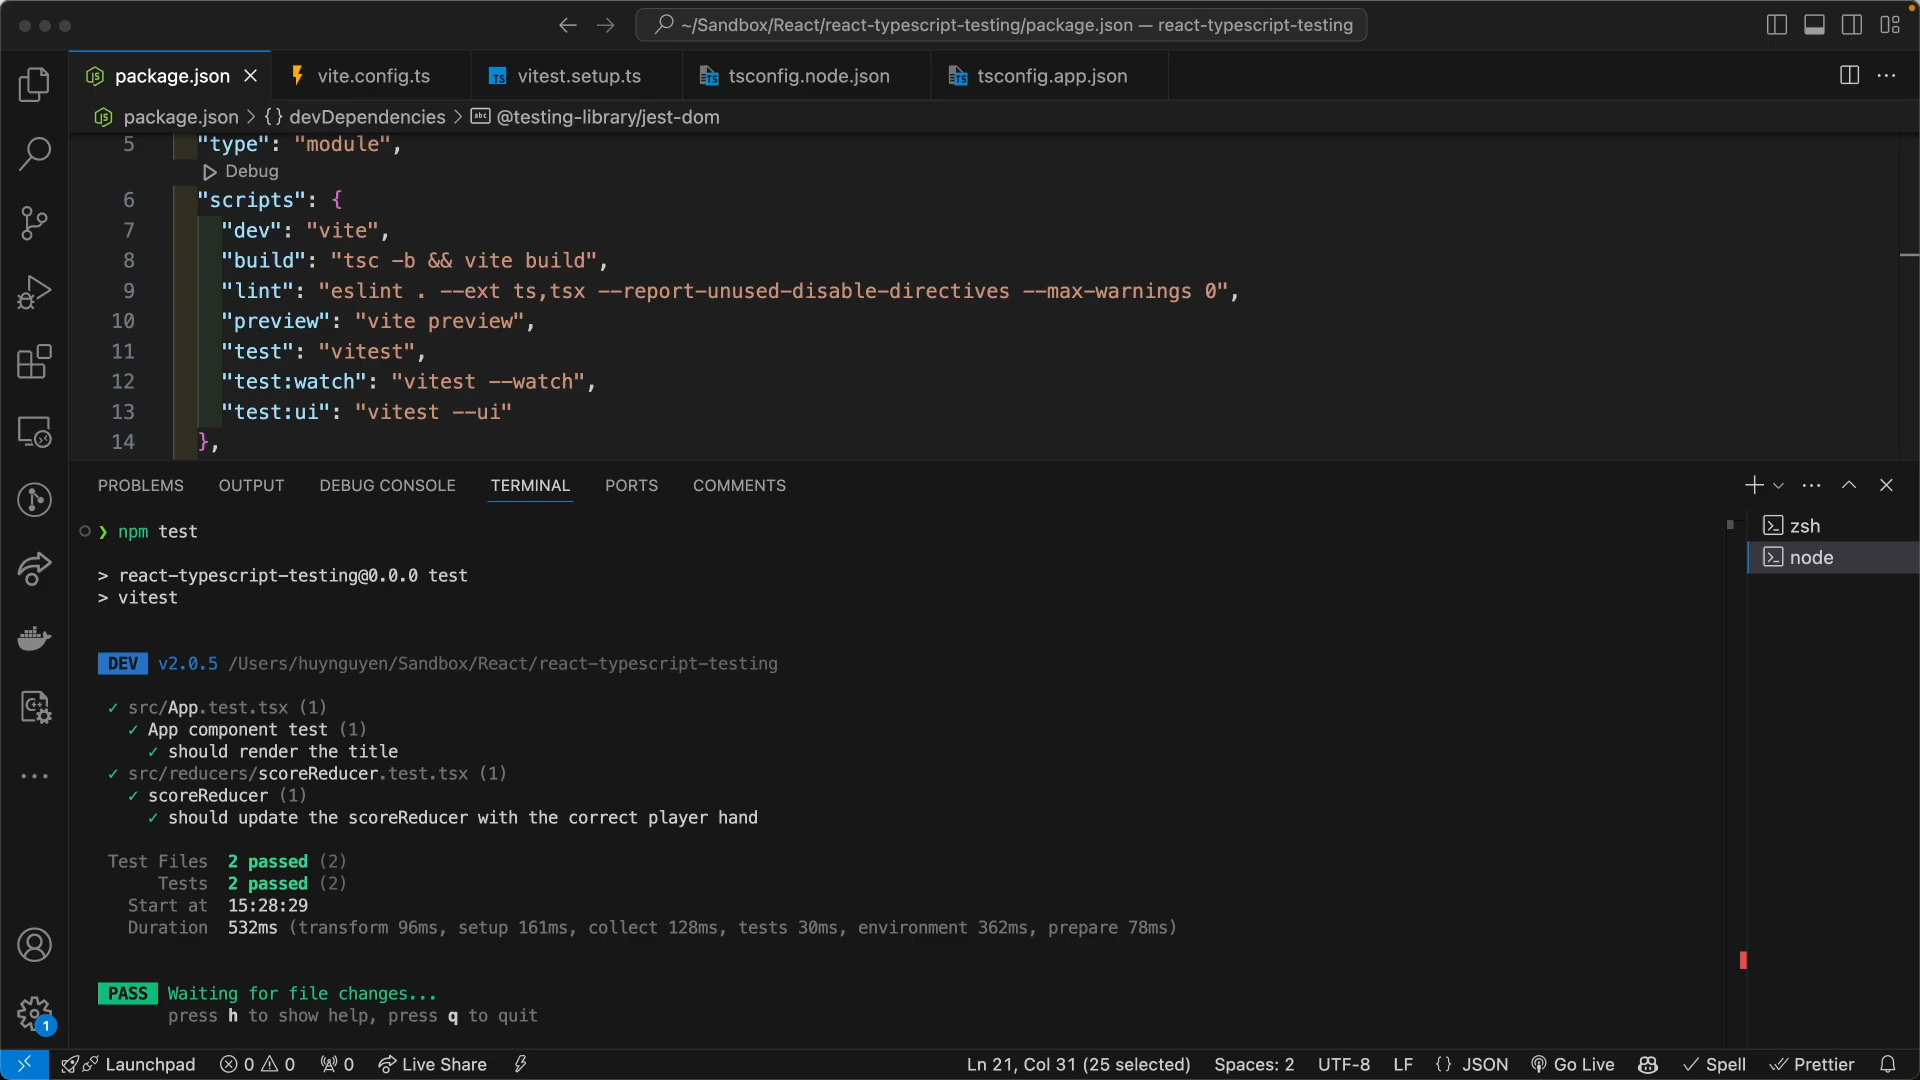 ~/Sandbox/React/react-typescript-testing/package.json — react-typescript-testing
package.json
vite.config.ts
TS vitest.setup.ts
TS tsconfig.node.json
TS tsconfig.app.json
package.json > {} devDependencies > abc @testing-library/jest-dom
5 "type": "module",
Debug
6 "scripts": {
7 "dev": "vite",
8 "build": "tsc -b && vite build",
9 "lint": "eslint . --ext ts,tsx --report-unused-disable-directives --max-warnings 0",
10 "preview": "vite preview",
11 "test": "vitest",
12 "test:watch": "vitest --watch",
13 "test:ui": "vitest --ui"
14 },
PROBLEMS OUTPUT DEBUG CONSOLE TERMINAL PORTS COMMENTS
❯ npm test
> react-typescript-testing@0.0.0 test
> vitest
DEV v2.0.5 /Users/huynguyen/Sandbox/React/react-typescript-testing
✓ src/App.test.tsx (1)
✓ App component test (1)
✓ should render the title
✓ src/reducers/scoreReducer.test.tsx (1)
✓ scoreReducer (1)
✓ should update the scoreReducer with the correct player hand
Test Files 2 passed (2)
Tests 2 passed (2)
Start at 15:28:29
Duration 532ms (transform 96ms, setup 161ms, collect 128ms, tests 30ms, environment 362ms, prepare 78ms)
PASS Waiting for file changes...
press h to show help, press q to quit
zsh
node
1
Launchpad 0 0 0 Live Share Ln 21, Col 31 (25 selected) Spaces: 2 UTF-8 LF {} JSON Go Live Spell Prettier